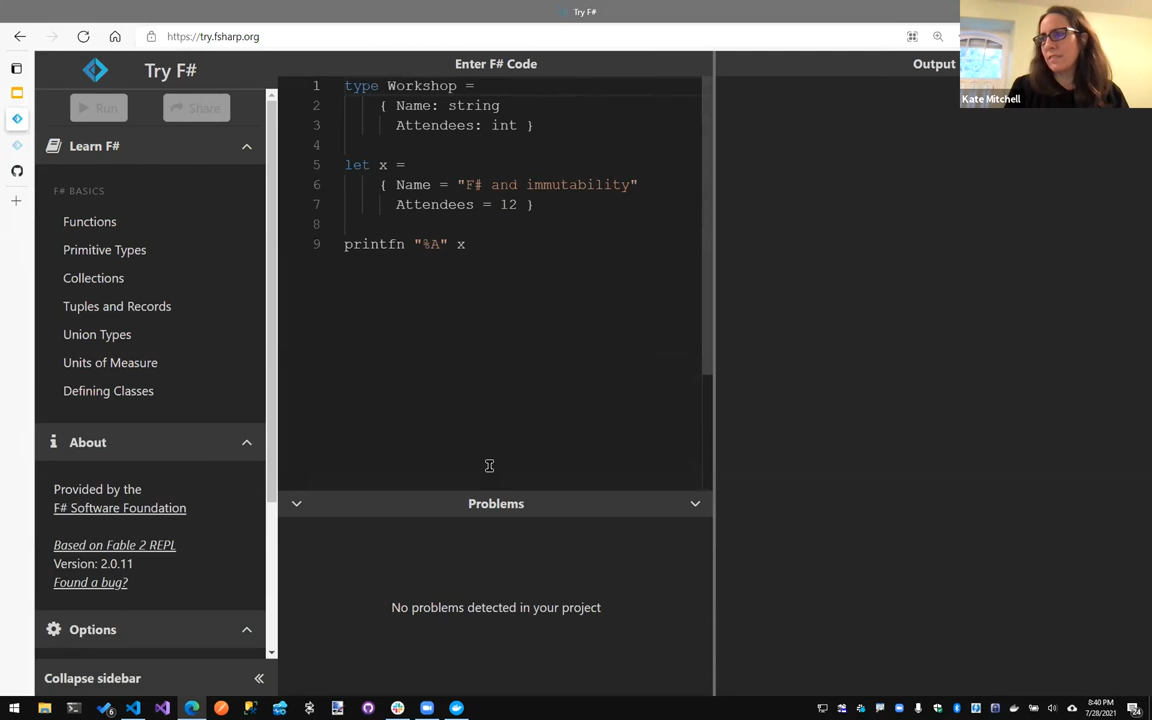 Try F#
https://try.fsharp.org
Try F#
Run
Share
Learn F#
F# BASICS
Functions
Primitive Types
Collections
Tuples and Records
Union Types
Units of Measure
Defining Classes
About
Provided by the
F# Software Foundation
Based on Fable 2 REPL
Version: 2.0.11
Found a bug?
Options
Collapse sidebar
Enter F# Code
1 type Workshop =
2 { Name: string
3 Attendees: int }
4
5 let x =
6 { Name = "F# and immutability"
7 Attendees = 12 }
8
9 printfn "%A" x
Problems
No problems detected in your project
Output
Kate Mitchell
8:40 PM
7/28/2021
24